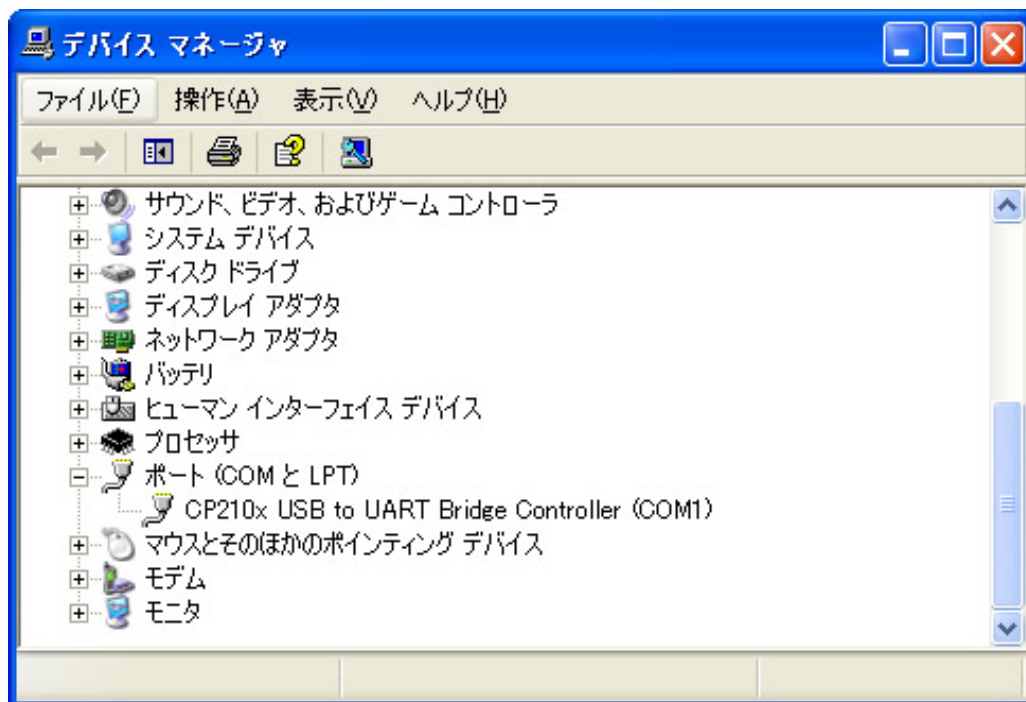 デバイス マネージャ
ファイル(F) 操作(A) 表示(V) ヘルプ(H)
サウンド、ビデオ、およびゲーム コントローラ
システム デバイス
ディスク ドライブ
ディスプレイ アダプタ
ネットワーク アダプタ
バッテリ
ヒューマン インターフェイス デバイス
プロセッサ
ポート (COM と LPT)
CP210x USB to UART Bridge Controller (COM1)
マウスとそのほかのポインティング デバイス
モデム
モニタ